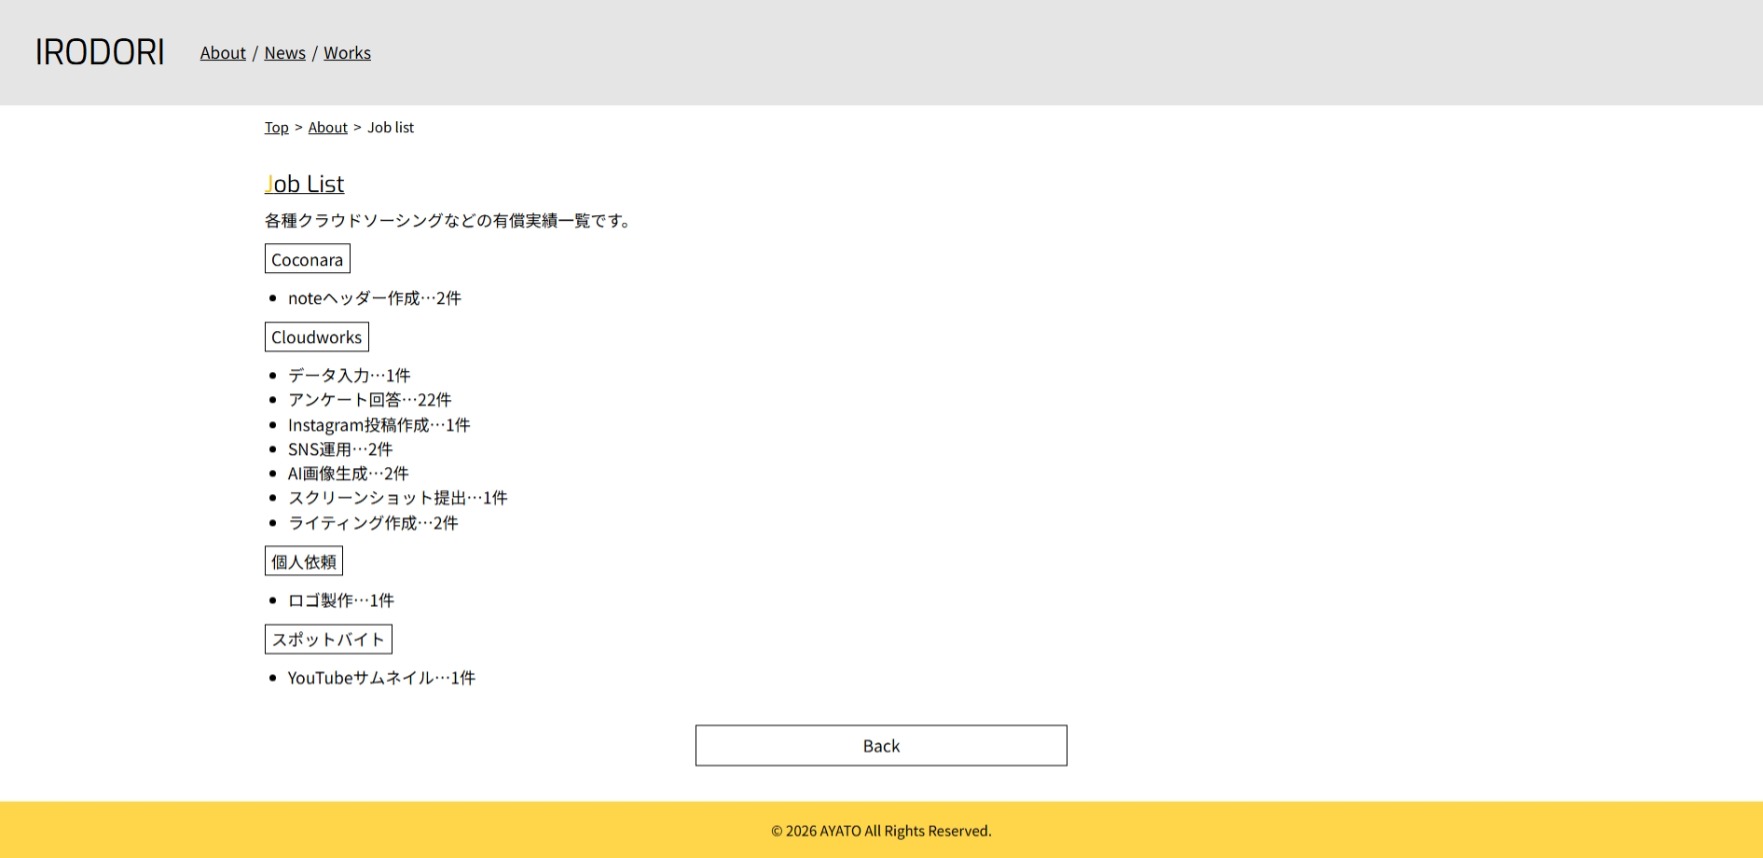 IRODORI
About / News / Works
Top > About > Job list
Job List
各種クラウドソーシングなどの有償実績一覧です。
Coconara
noteヘッダー作成…2件
Cloudworks
データ入力…1件
アンケート回答…22件
Instagram投稿作成…1件
SNS運用…2件
AI画像生成…2件
スクリーンショット提出…1件
ライティング作成…2件
個人依頼
ロゴ製作…1件
スポットバイト
YouTubeサムネイル…1件
Back
© 2026 AYATO All Rights Reserved.